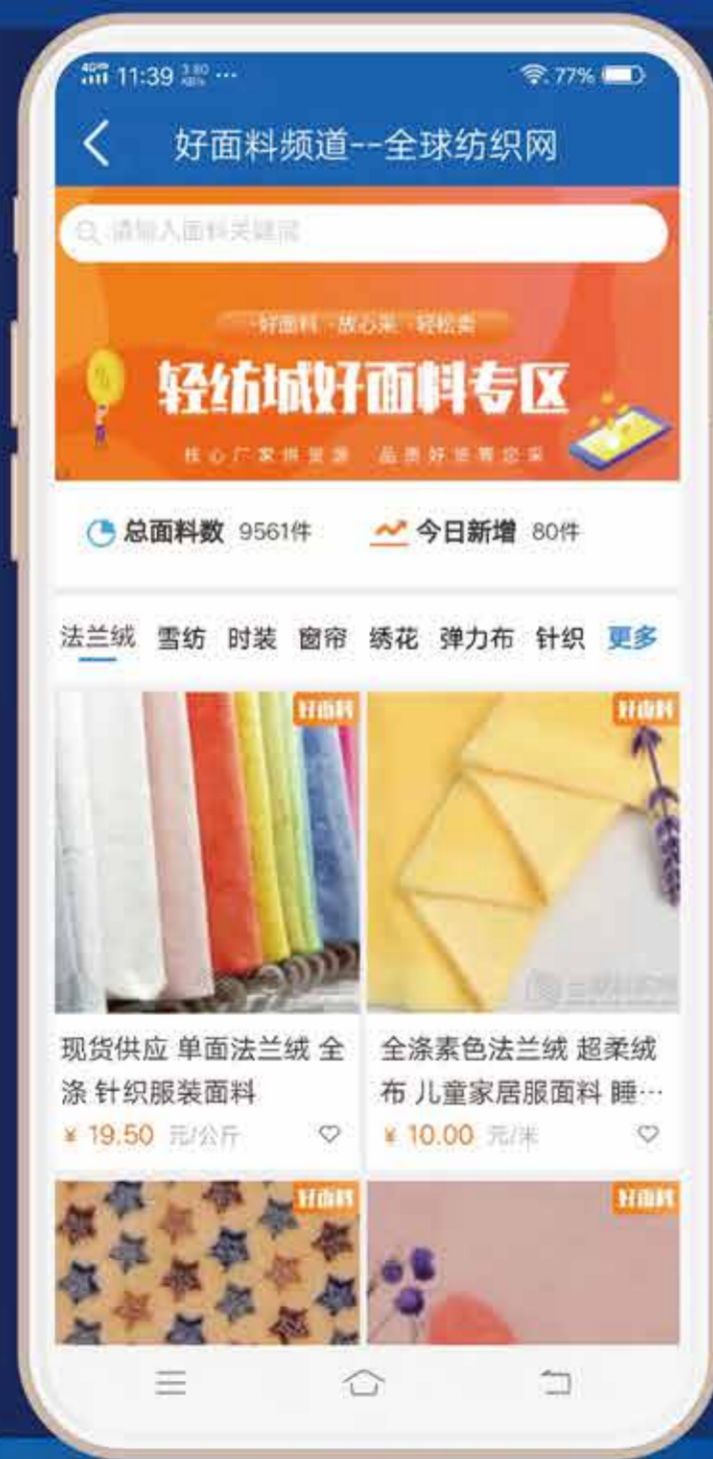 11:39 3.80 KB/s ··· 77%
好面料频道--全球纺织网
请输入面料关键词
·好面料 ·放心采 ·轻松卖
轻纺城好面料专区
核心厂家供货源 品质好货等您采
总面料数 9561件 今日新增 80件
法兰绒 雪纺 时装 窗帘 绣花 弹力布 针织 更多
好面料 好面料
现货供应 单面法兰绒 全
涤 针织服装面料
¥ 19.50 元/公斤
全涤素色法兰绒 超柔绒
布 儿童家居服面料 睡…
¥ 10.00 元/米
好面料 好面料